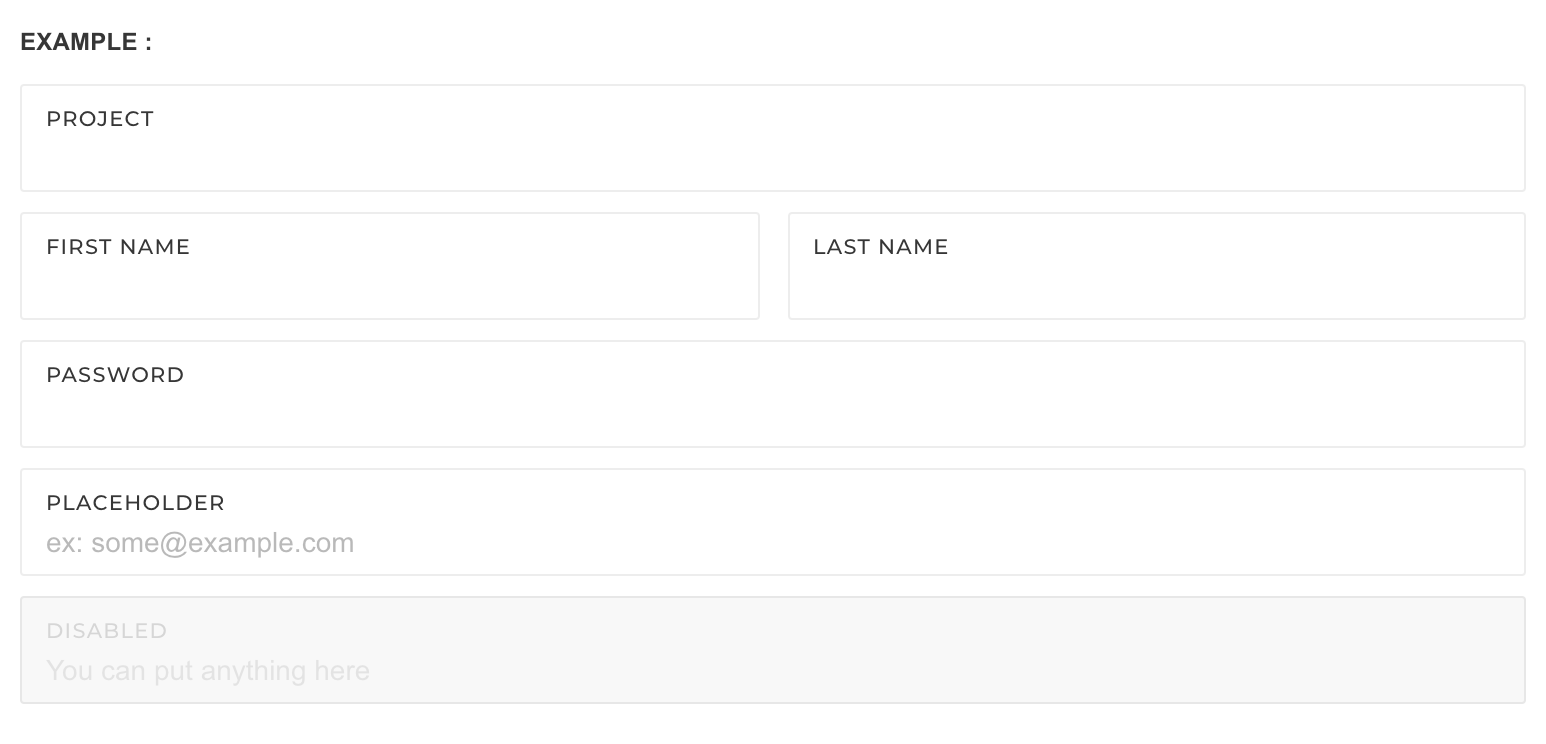 EXAMPLE :
PROJECT
FIRST NAME
LAST NAME
PASSWORD
PLACEHOLDER
ex: some@example.com
DISABLED
You can put anything here